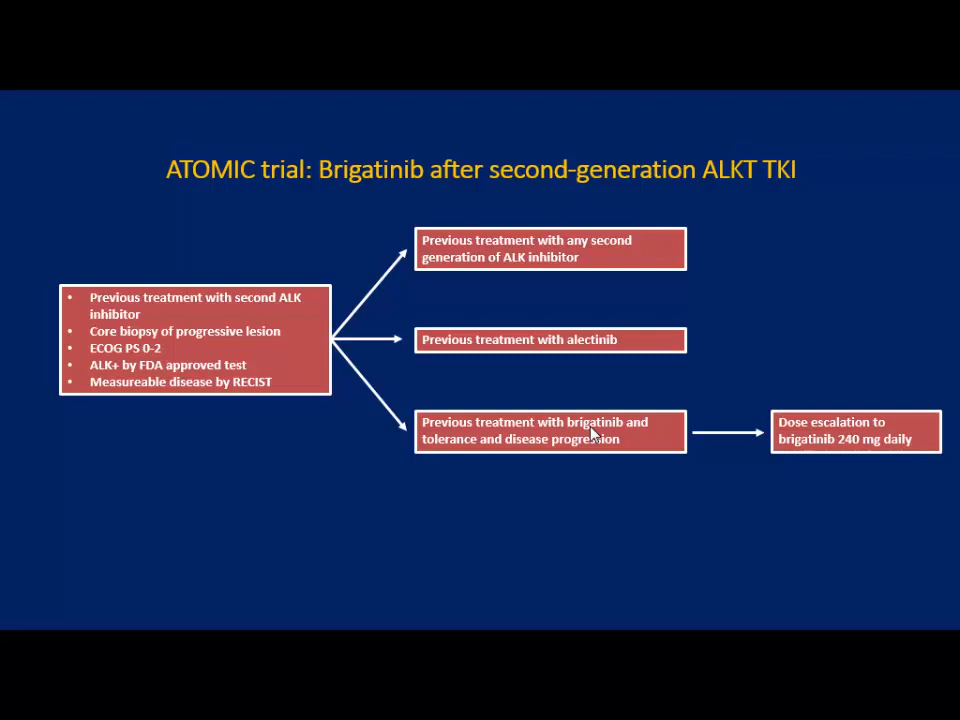 ATOMIC trial: Brigatinib after second-generation ALKT TKI
• Previous treatment with second ALK
inhibitor
• Core biopsy of progressive lesion
• ECOG PS 0-2
• ALK+ by FDA approved test
• Measureable disease by RECIST
Previous treatment with any second
generation of ALK inhibitor
Previous treatment with alectinib
Previous treatment with brigatinib and
tolerance and disease progression
Dose escalation to
brigatinib 240 mg daily